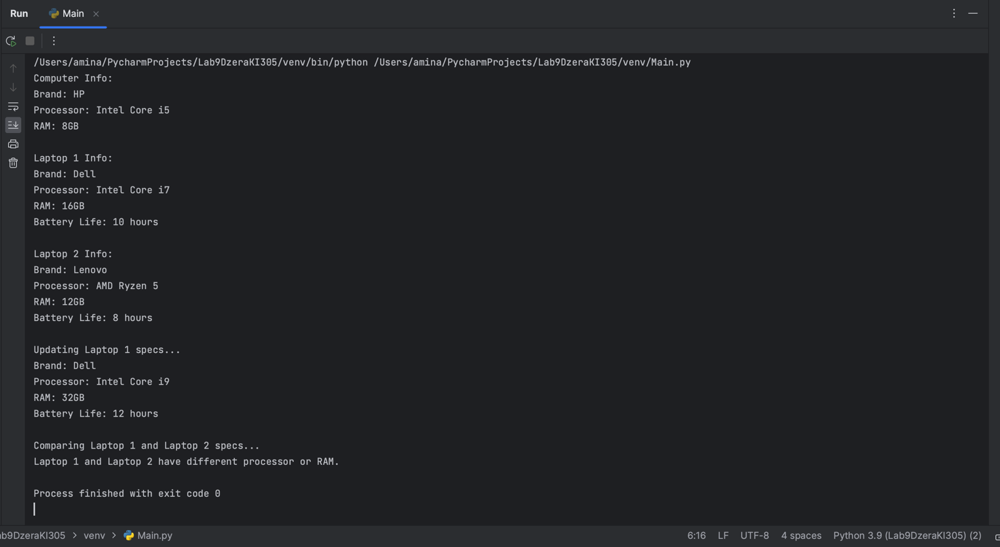 Run Main
/Users/amina/PycharmProjects/Lab9DzeraKI305/venv/bin/python /Users/amina/PycharmProjects/Lab9DzeraKI305/venv/Main.py
Computer Info:
Brand: HP
Processor: Intel Core i5
RAM: 8GB
Laptop 1 Info:
Brand: Dell
Processor: Intel Core i7
RAM: 16GB
Battery Life: 10 hours
Laptop 2 Info:
Brand: Lenovo
Processor: AMD Ryzen 5
RAM: 12GB
Battery Life: 8 hours
Updating Laptop 1 specs...
Brand: Dell
Processor: Intel Core i9
RAM: 32GB
Battery Life: 12 hours
Comparing Laptop 1 and Laptop 2 specs...
Laptop 1 and Laptop 2 have different processor or RAM.
Process finished with exit code 0
ab9DzeraKI305 > venv > Main.py 6:16 LF UTF-8 4 spaces Python 3.9 (Lab9DzeraKI305) (2)